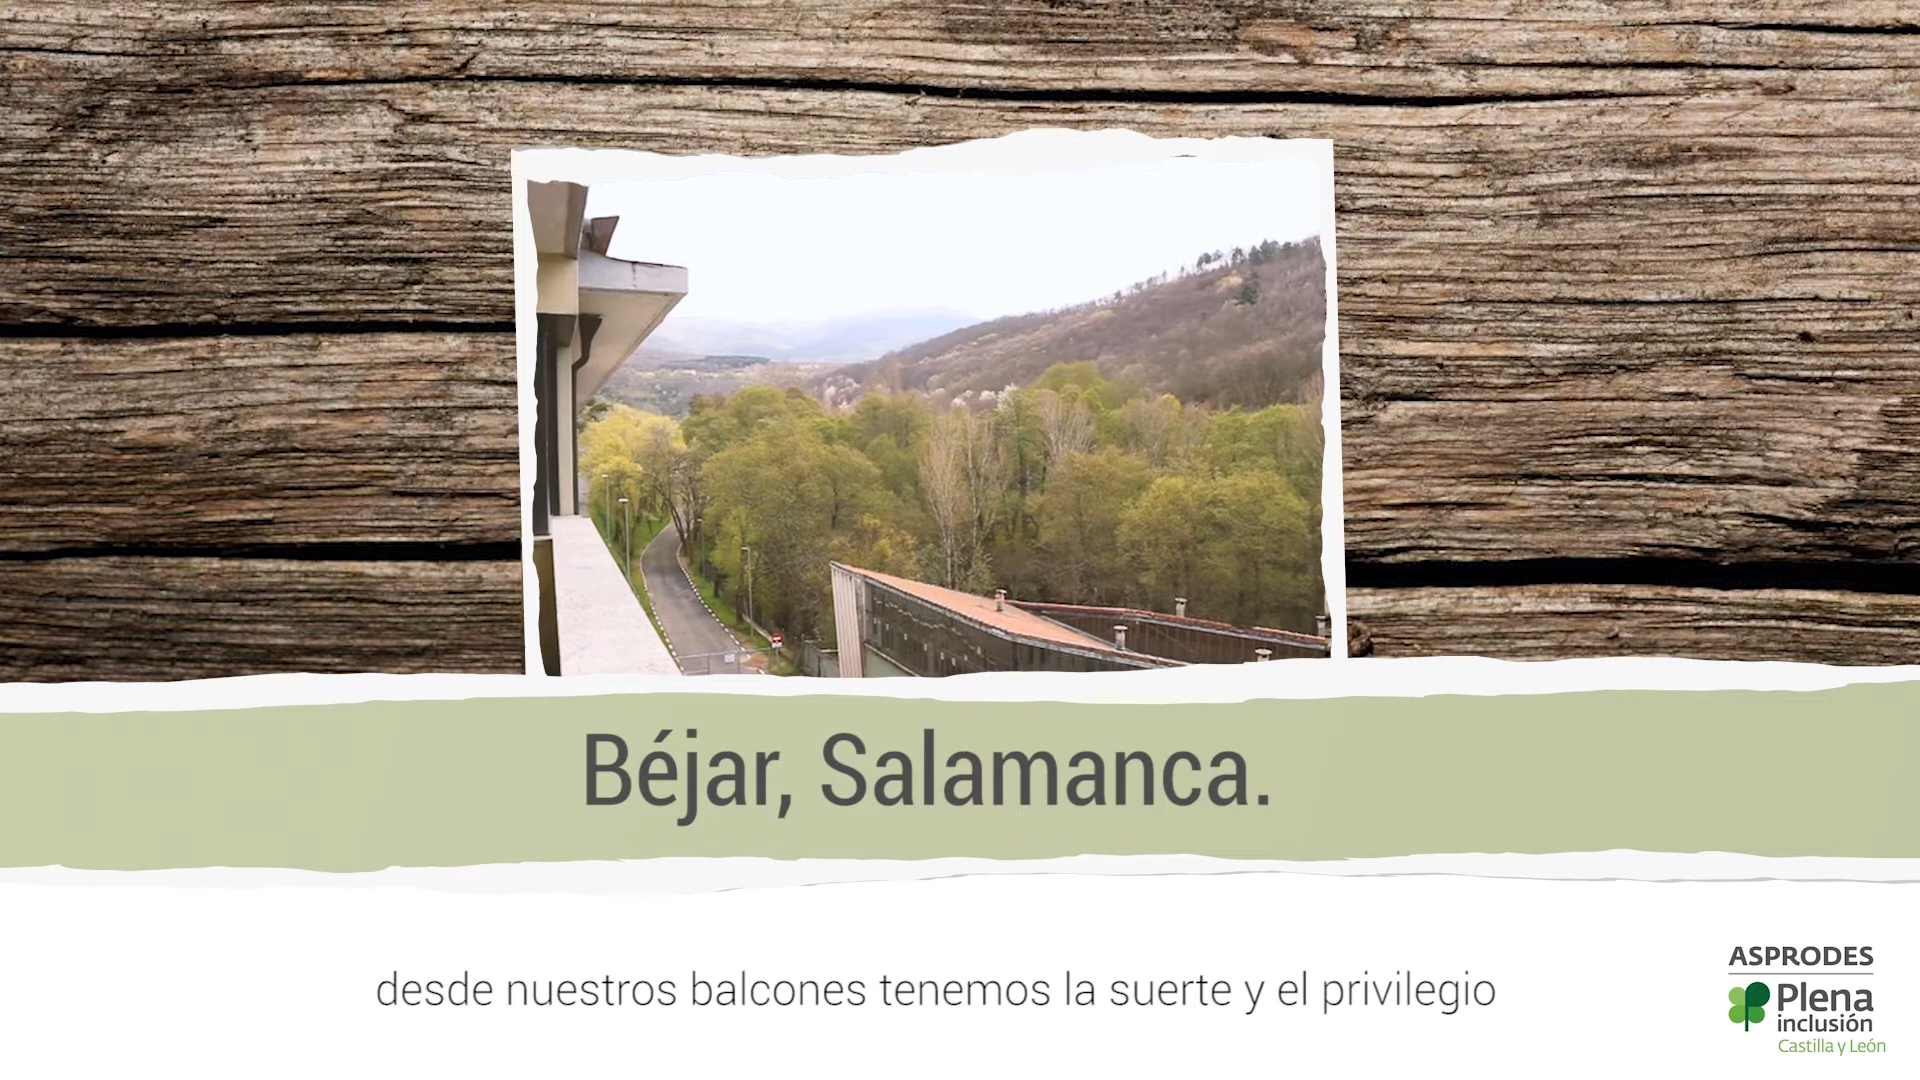 Béjar, Salamanca.
desde nuestros balcones tenemos la suerte y el privilegio
ASPRODES
Plena
inclusión
Castilla y León